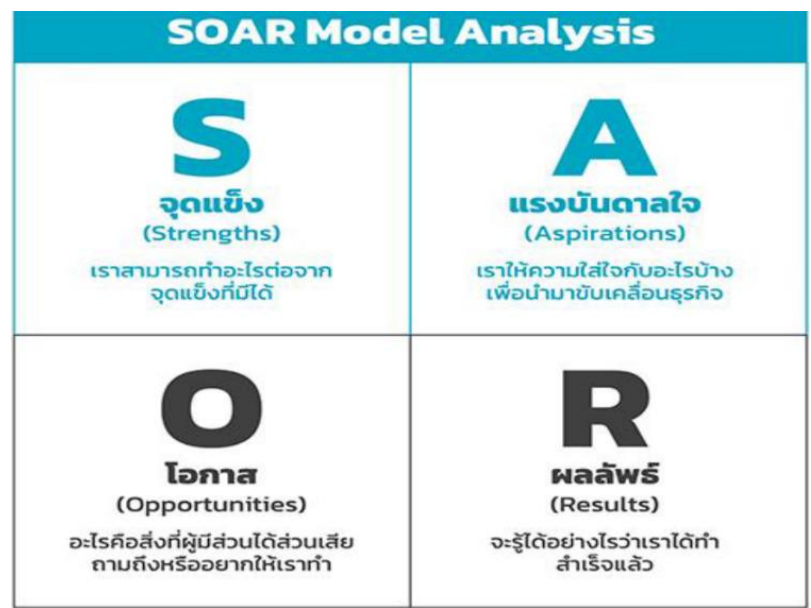 SOAR Model Analysis
S
จุดแข็ง
(Strengths)
เราสามารถทำอะไรต่อจาก
จุดแข็งที่มีได้
A
แรงบันดาลใจ
(Aspirations)
เราให้ความใส่ใจกับอะไรบ้าง
เพื่อนำมาขับเคลื่อนธุรกิจ
O
โอกาส
(Opportunities)
อะไรคือสิ่งที่ผู้มีส่วนได้ส่วนเสีย
ถามถึงหรืออยากให้เราทำ
R
ผลลัพธ์
(Results)
จะรู้ได้อย่างไรว่าเราได้ทำ
สำเร็จแล้ว